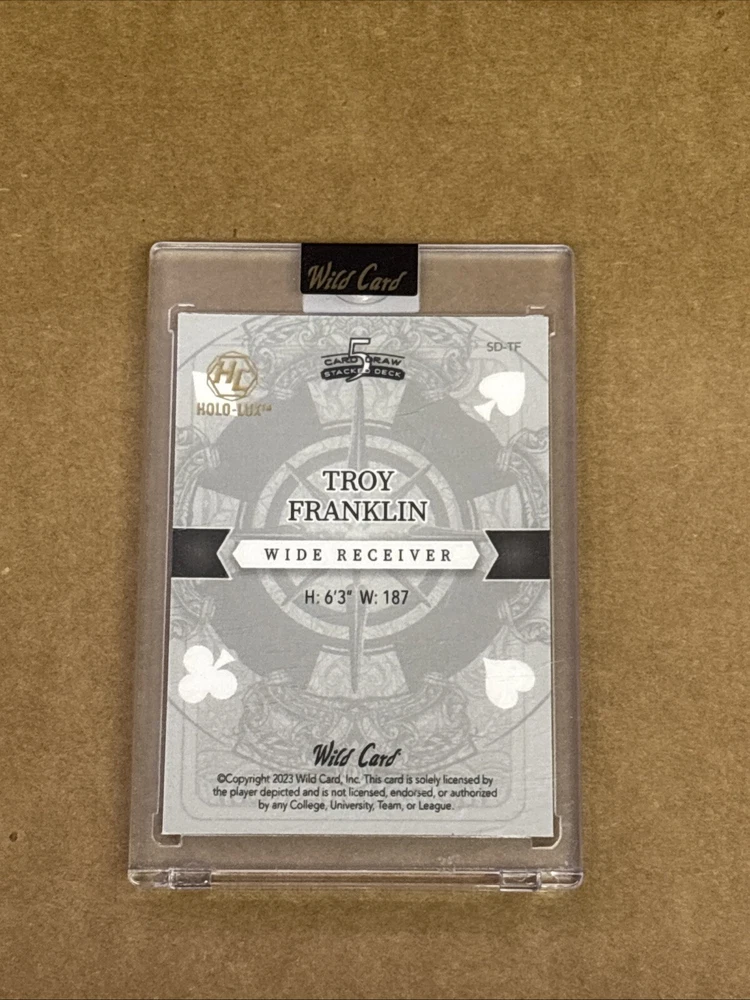 Wild Card
5
CARD DRAW
STACKED DECK
SD-TF
HC
HOLO-LUX™
TROY
FRANKLIN
WIDE RECEIVER
H: 6'3" W: 187
Wild Card
©Copyright 2023 Wild Card, Inc. This card is solely licensed by
the player depicted and is not licensed, endorsed, or authorized
by any College, University, Team, or League.